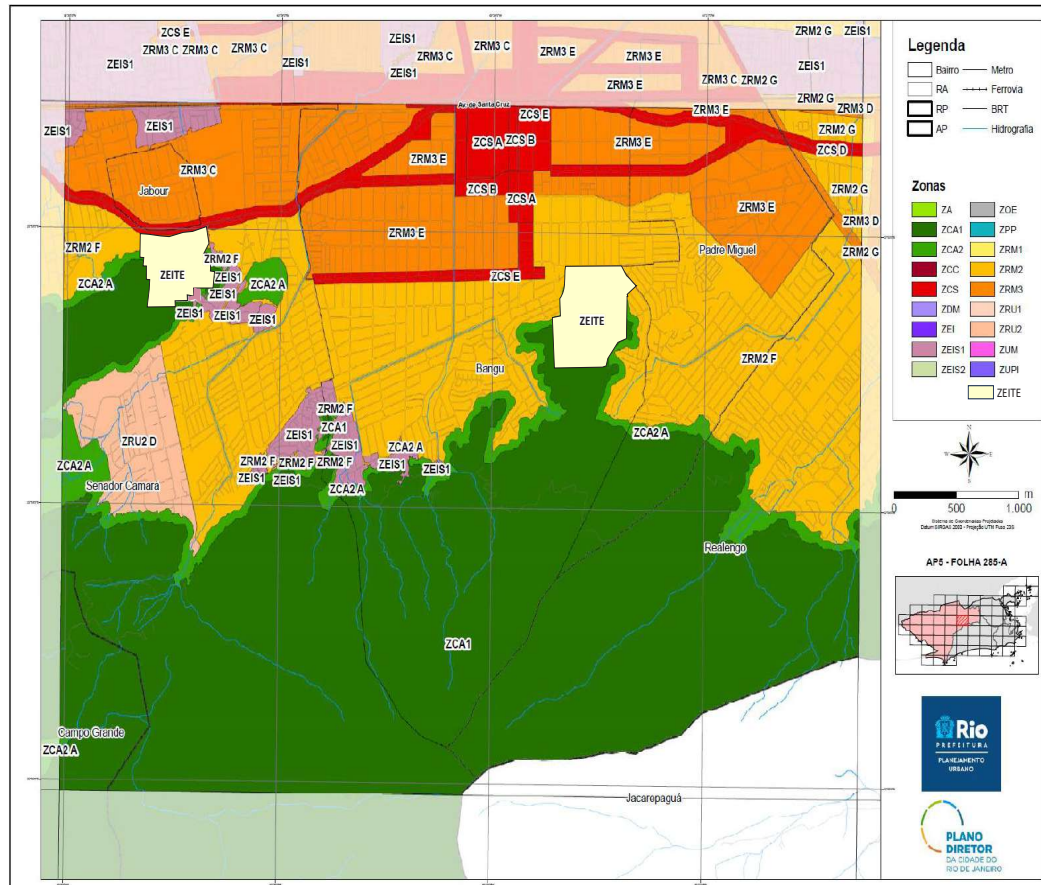 ZCS E
ZRM3 C ZRM3 C ZRM3 C
ZEIS1
ZEIS1
ZEIS1
ZRM3 C
ZRM3 C
ZEIS1
ZRM3 E
ZRM3 E
ZRM3 E
ZRM3 C ZRM2 G
ZRM2 G ZEIS1
ZEIS1
ZRM2 G
Av. de Santa Cruz
ZRM3 E
ZRM3 D
ZEIS1
ZEIS1
ZCS E
ZCS A
ZCS B
ZRM3 E
ZRM3 E
ZRM2 G
ZCS D
ZRM3 C
Jabour
ZCS B
ZCS A
ZRM2 G
ZRM3 E
ZRM3 E
ZRM3 D
ZRM2 G
Padre Miguel
ZRM2 F
ZRM2 F
ZEITE
ZEIS1
ZCA2 A
ZCA2 A
ZEIS1
ZEIS1
ZEIS1
ZEIS1
ZCS E
ZEITE
ZRM2 F
Bangu
ZRU2 D
ZRM2 F
ZCA1
ZEIS1
ZEIS1
ZCA2 A
ZCA2 A
ZCA2 A
ZRM2 F
ZRM2 F
ZRM2 F
ZEIS1
ZEIS1
ZEIS1
ZEIS1
ZCA2 A
Senador Camara
Realengo
ZCA1
Campo Grande
ZCA2 A
Jacarepaguá
Legenda
Bairro Metro
RA Ferrovia
RP BRT
AP Hidrografia
Zonas
ZA ZOE
ZCA1 ZPP
ZCA2 ZRM1
ZCC ZRM2
ZCS ZRM3
ZDM ZRU1
ZEI ZRU2
ZEIS1 ZUM
ZEIS2 ZUPI
ZEITE
N
W E
S
m
0 500 1.000
Sistema de Coordenadas Projetadas
AP5 - FOLHA 285-A
Rio
PREFEITURA
PLANEJAMENTO
URBANO
PLANO
DIRETOR
DA CIDADE DO
RIO DE JANEIRO